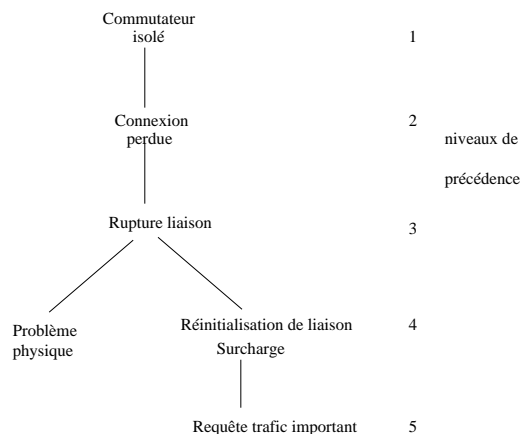 Commutateur
isolé
1
Connexion
perdue
2
niveaux de
précédence
Rupture liaison
3
Problème
physique
Réinitialisation de liaison
Surcharge
4
Requête trafic important
5